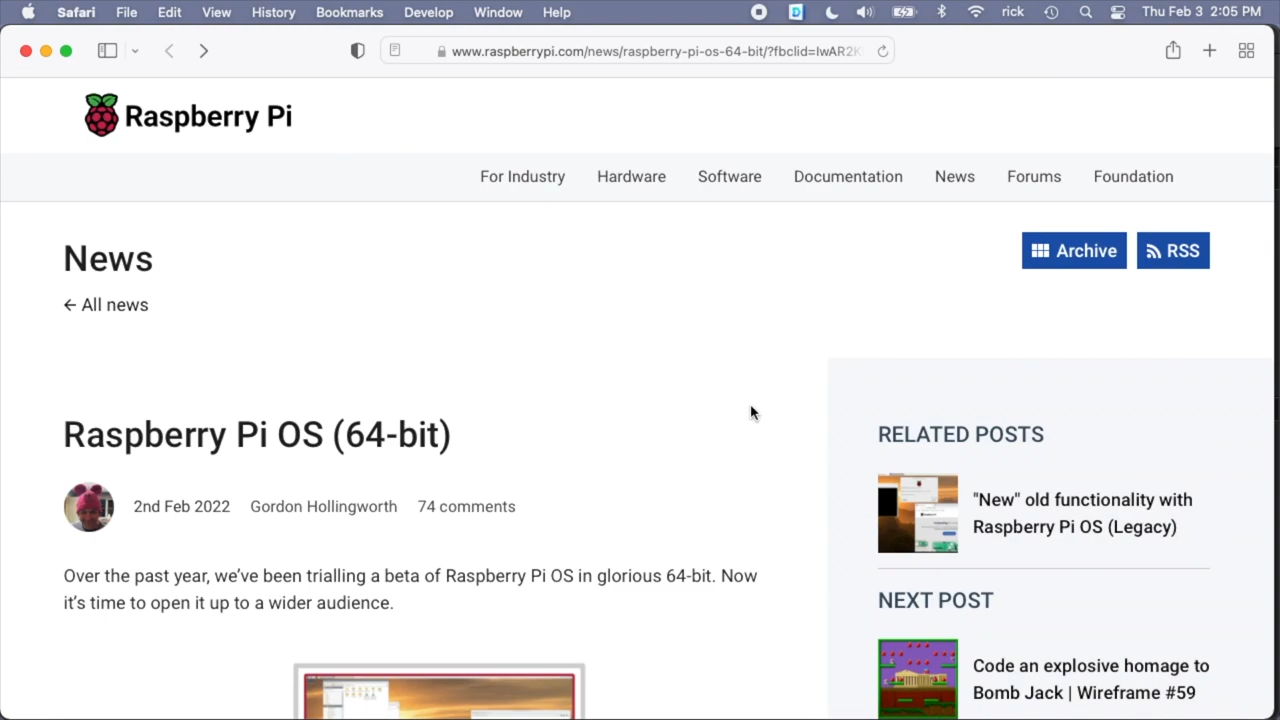 Safari File Edit View History Bookmarks Develop Window Help rick Thu Feb 3 2:05 PM
www.raspberrypi.com/news/raspberry-pi-os-64-bit/?fbclid=IwAR2K
Raspberry Pi
For Industry Hardware Software Documentation News Forums Foundation
News
Archive RSS
← All news
Raspberry Pi OS (64-bit)
2nd Feb 2022 Gordon Hollingworth 74 comments
Over the past year, we’ve been trialling a beta of Raspberry Pi OS in glorious 64-bit. Now
it’s time to open it up to a wider audience.
RELATED POSTS
"New" old functionality with
Raspberry Pi OS (Legacy)
NEXT POST
Code an explosive homage to
Bomb Jack | Wireframe #59